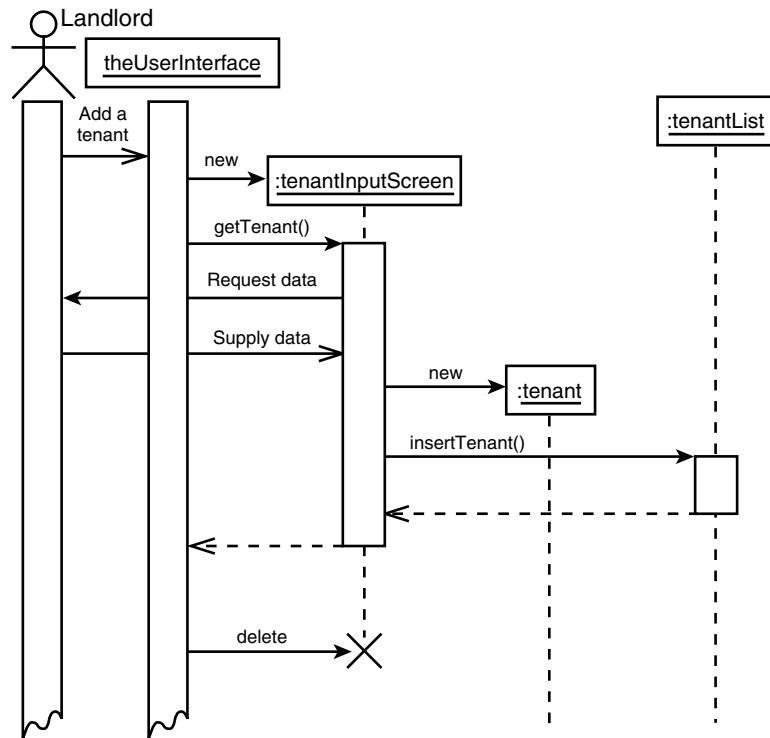 Landlord
theUserInterface
Add a
tenant
:tenantList
new
:tenantInputScreen
getTenant()
Request data
Supply data
new
:tenant
insertTenant()
delete